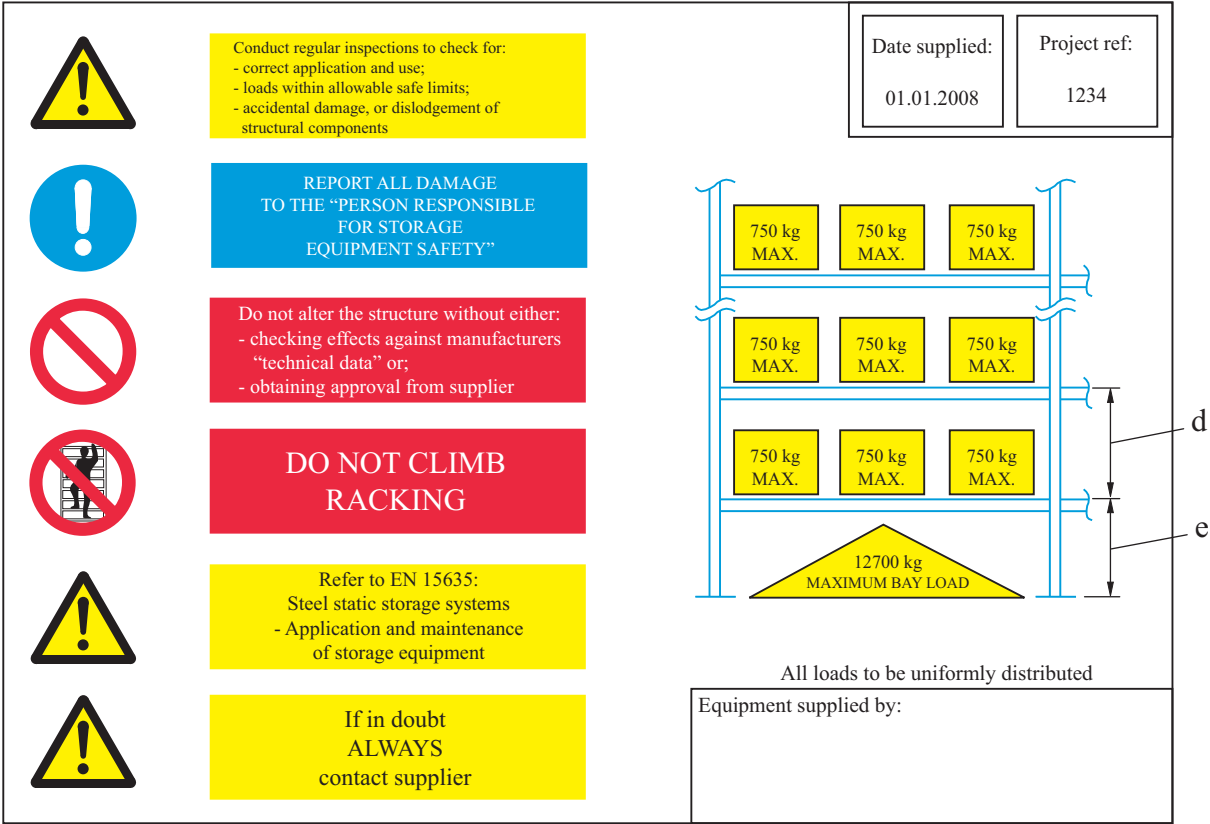 Conduct regular inspections to check for:
- correct application and use;
- loads within allowable safe limits;
- accidental damage, or dislodgement of
structural components
REPORT ALL DAMAGE
TO THE “PERSON RESPONSIBLE
FOR STORAGE
EQUIPMENT SAFETY”
Do not alter the structure without either:
- checking effects against manufacturers
“technical data” or;
- obtaining approval from supplier
DO NOT CLIMB
RACKING
Refer to EN 15635:
Steel static storage systems
- Application and maintenance
of storage equipment
If in doubt
ALWAYS
contact supplier
Date supplied:
01.01.2008
Project ref:
1234
750 kg
MAX.
750 kg
MAX.
750 kg
MAX.
750 kg
MAX.
750 kg
MAX.
750 kg
MAX.
750 kg
MAX.
750 kg
MAX.
750 kg
MAX.
d
e
12700 kg
MAXIMUM BAY LOAD
All loads to be uniformly distributed
Equipment supplied by: